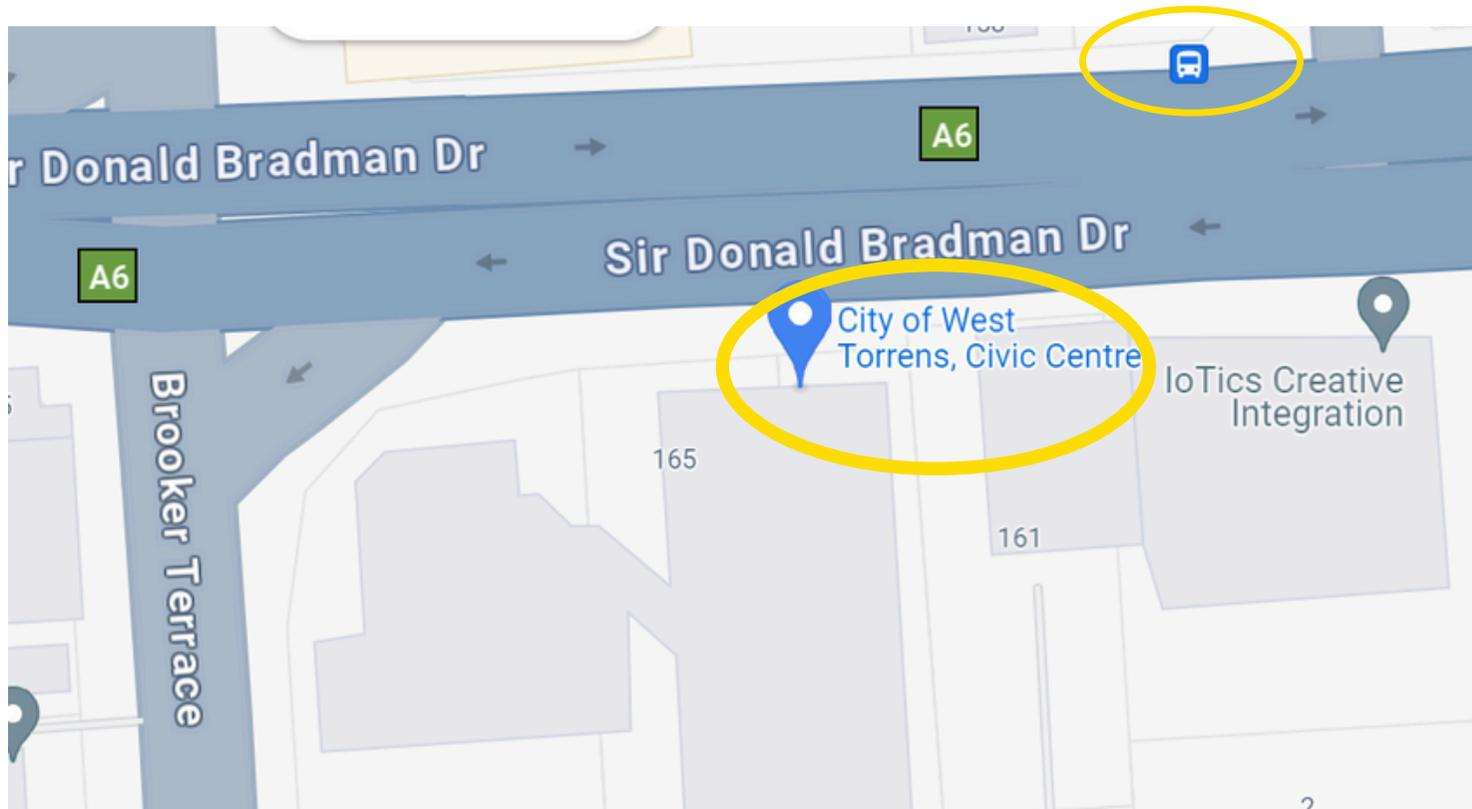 r Donald Bradman Dr
A6
A6
Sir Donald Bradman Dr
City of West
Torrens, Civic Centre
IoTics Creative
Integration
Brooker Terrace
165
161
2